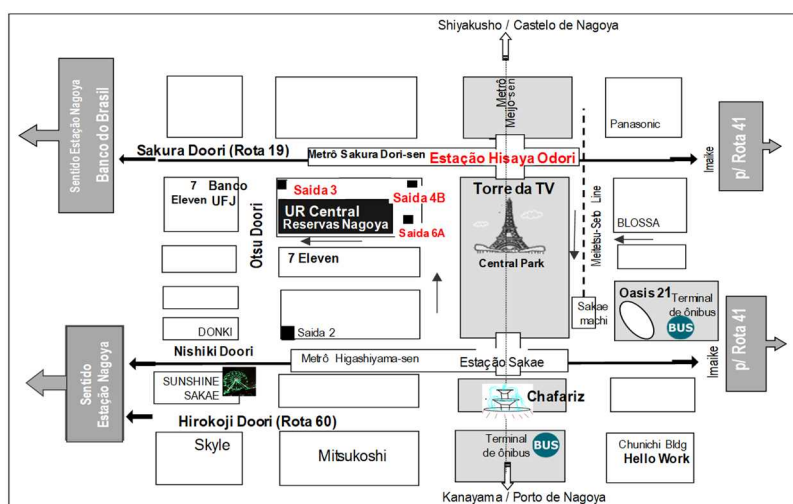 Shiyakusho / Castelo de Nagoya
Sentido Estação Nagoya
Banco do Brasil
Metrô
Meijo-sen
Panasonic
Sakura Doori (Rota 19)
Metrô Sakura Dori-sen
Estação Hisaya Odori
Imaike
p/ Rota 41
7
Eleven
Banco
UFJ
Otsu Doori
Saida 3
Saida 4B
UR Central
Reservas Nagoya
Saida 6A
Torre da TV
Central Park
Meitetsu-Seto Line
BLOSSA
7 Eleven
Oasis 21
Terminal
de ônibus
BUS
Sakae
machi
DONKI
Saida 2
Nishiki Doori
Metrô Higashiyama-sen
Estação Sakae
Imaike
p/ Rota 41
Sentido
Estação Nagoya
SUNSHINE
SAKAE
Chafariz
Hirokoji Doori (Rota 60)
Skyle
Mitsukoshi
Terminal
de ônibus
BUS
Chunichi Bldg
Hello Work
Kanayama / Porto de Nagoya